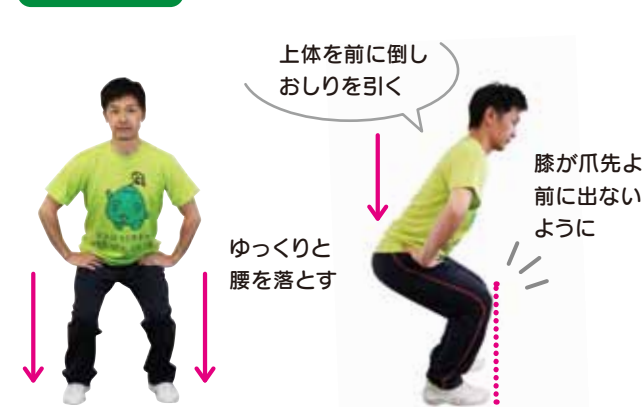 上体を前に倒し
おしりを引く
膝が爪先よ
前に出ない
ように
ゆっくりと
腰を落とす